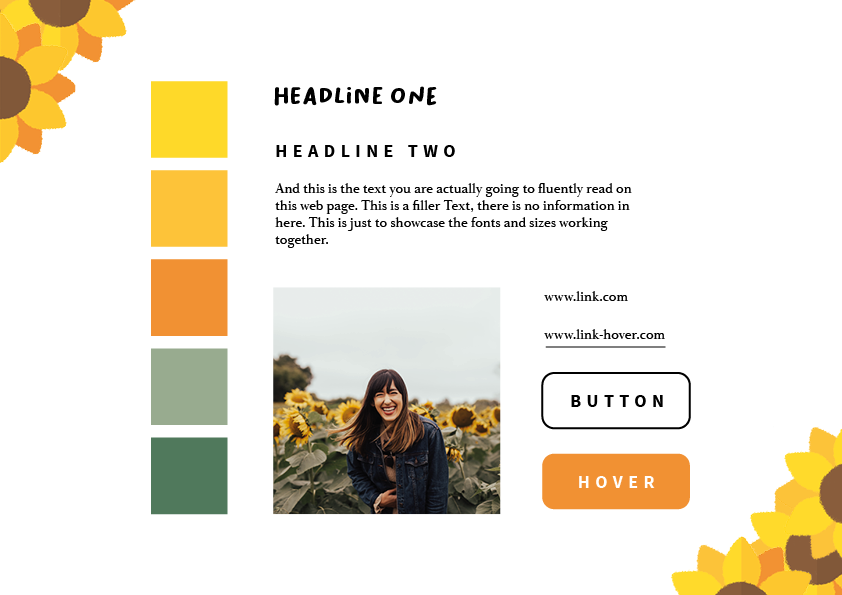 HEADLiNE ONE
HEADLINE TWO
And this is the text you are actually going to fluently read on
this web page. This is a filler Text, there is no information in
here. This is just to showcase the fonts and sizes working
together.
www.link.com
www.link-hover.com
BUTTON
HOVER